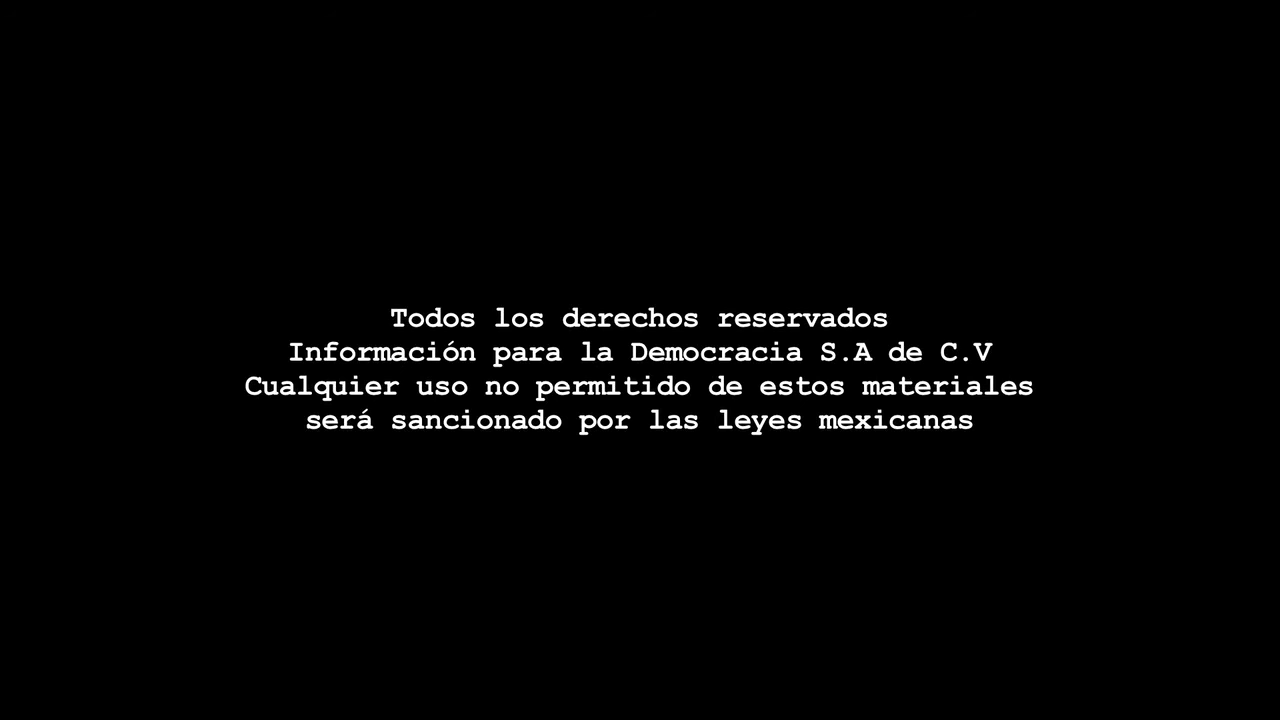 Todos los derechos reservados
Información para la Democracia S.A de C.V
Cualquier uso no permitido de estos materiales
será sancionado por las leyes mexicanas